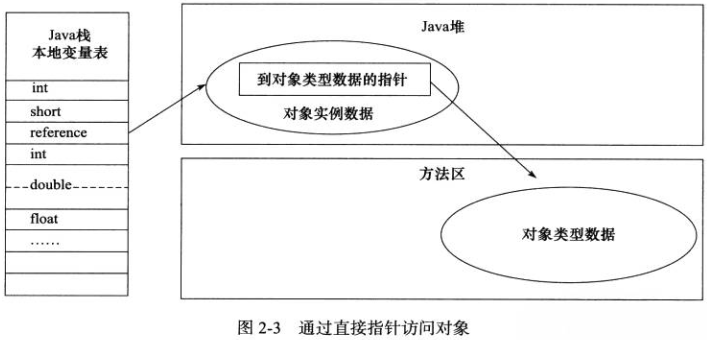 Java栈
本地变量表
int
short
reference
int
double
float
……
Java堆
到对象类型数据的指针
对象实例数据
方法区
对象类型数据
图 2-3 通过直接指针访问对象